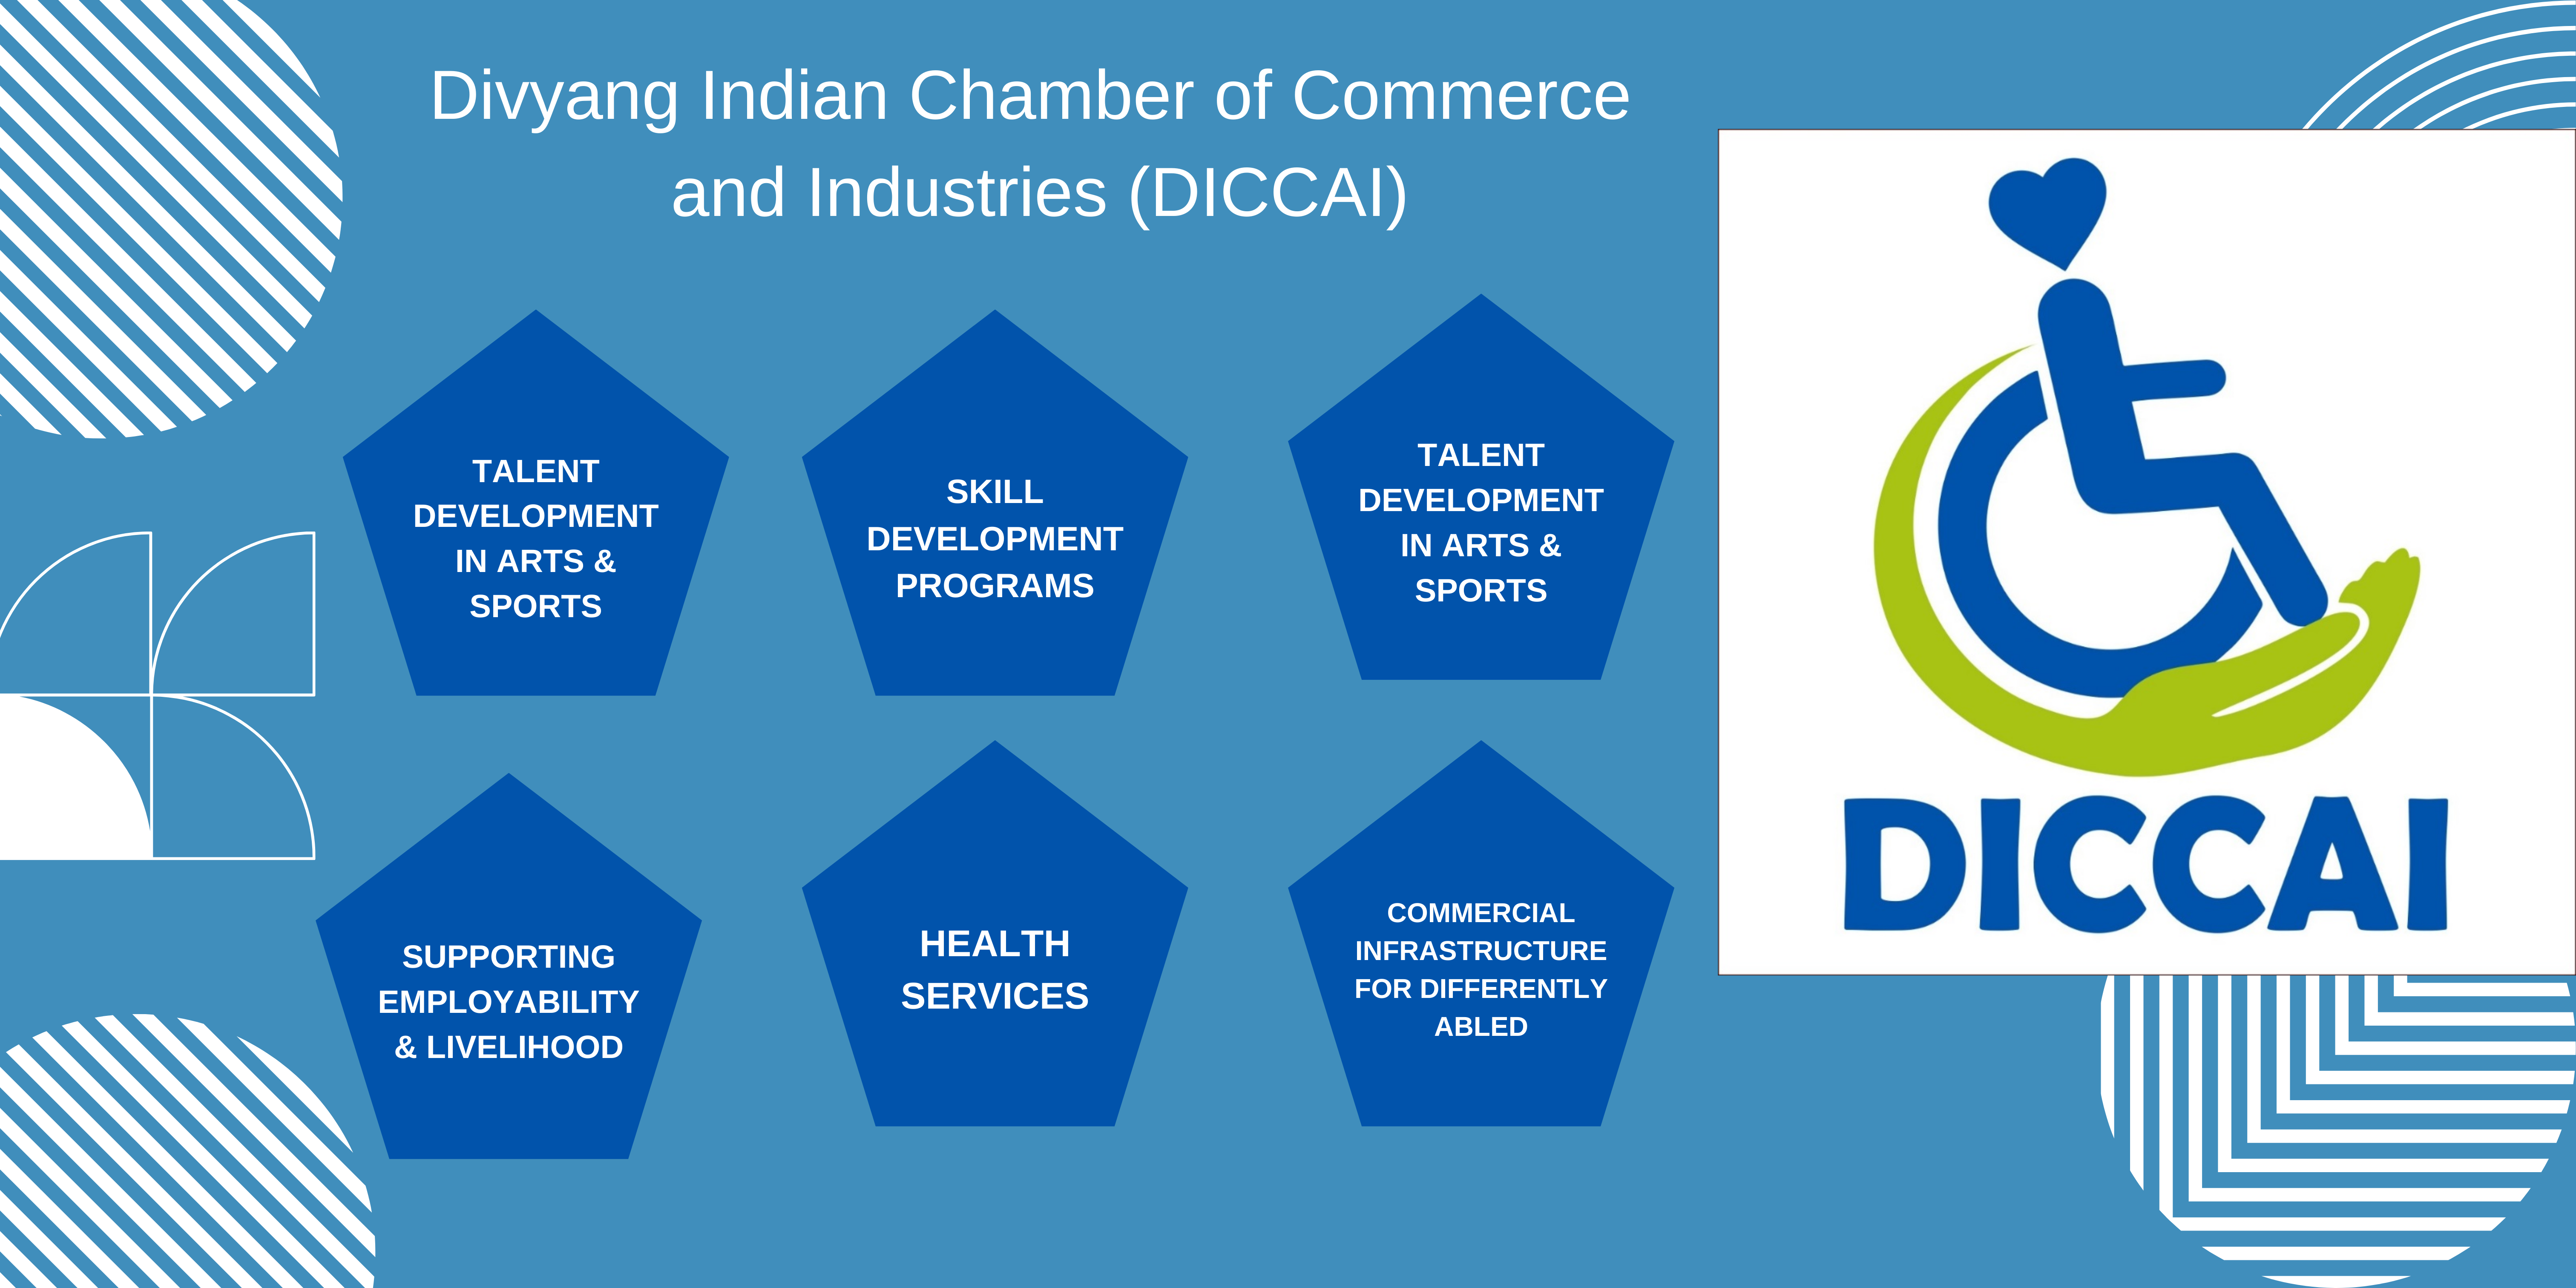 Divyang Indian Chamber of Commerce
and Industries (DICCAI)
TALENT
DEVELOPMENT
IN ARTS &
SPORTS
SKILL
DEVELOPMENT
PROGRAMS
TALENT
DEVELOPMENT
IN ARTS &
SPORTS
SUPPORTING
EMPLOYABILITY
& LIVELIHOOD
HEALTH
SERVICES
COMMERCIAL
INFRASTRUCTURE
FOR DIFFERENTLY
ABLED
DICCAI